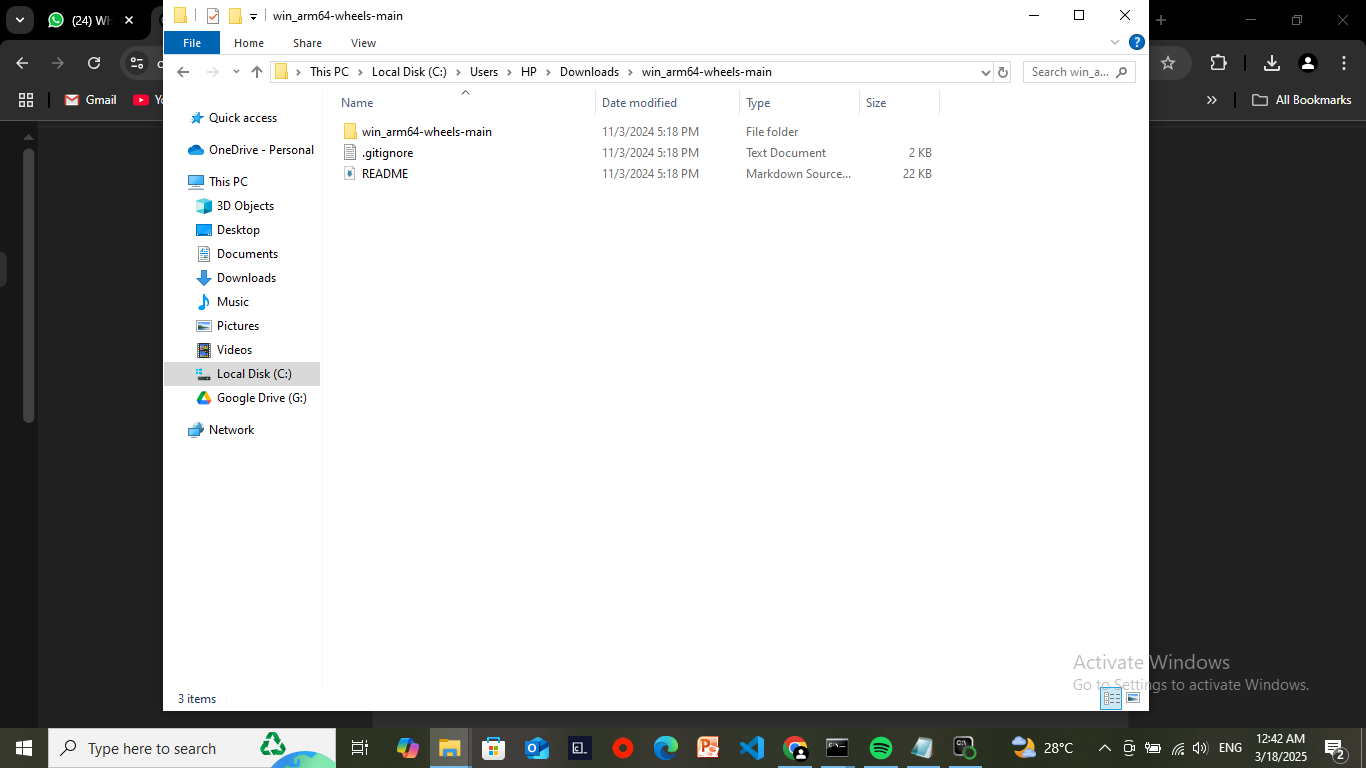 (24) Wh
win_arm64-wheels-main
File Home Share View
This PC Local Disk (C:) Users HP Downloads win_arm64-wheels-main
Search win_a...
Gmail
Yo
All Bookmarks
Name Date modified Type Size
win_arm64-wheels-main 11/3/2024 5:18 PM File folder
.gitignore 11/3/2024 5:18 PM Text Document 2 KB
README 11/3/2024 5:18 PM Markdown Source... 22 KB
Quick access
OneDrive - Personal
This PC
3D Objects
Desktop
Documents
Downloads
Music
Pictures
Videos
Local Disk (C:)
Google Drive (G:)
Network
3 items
Activate Windows
Go to Settings to activate Windows.
Type here to search
28°C
ENG
12:42 AM
3/18/2025
2